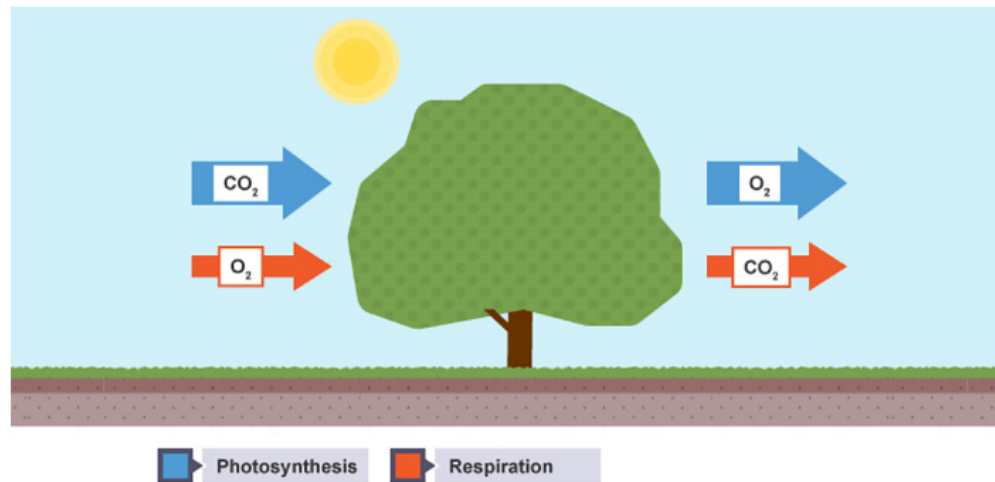 CO₂
O₂
O₂
CO₂
Photosynthesis
Respiration